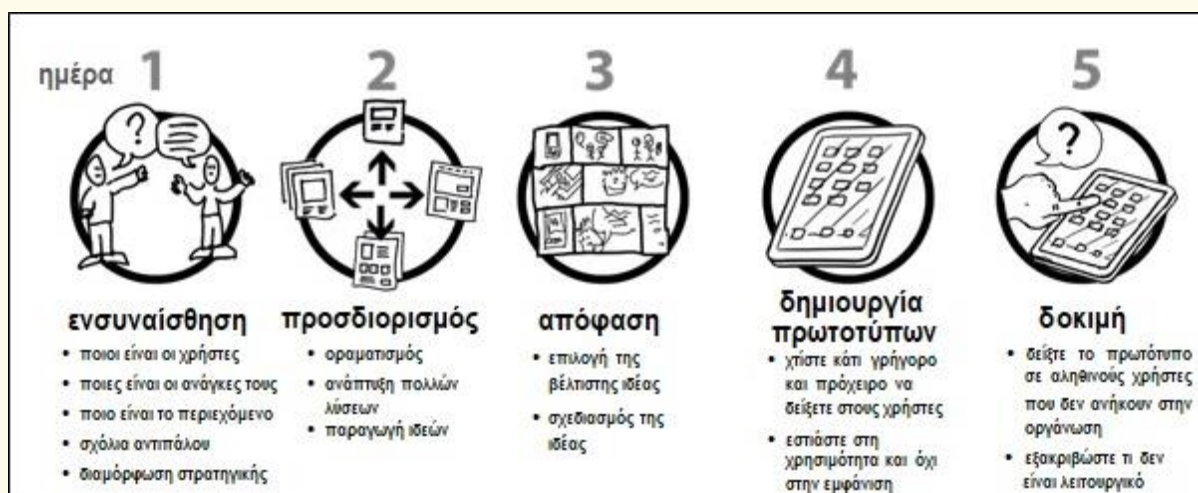 ημέρα 1 2 3 4 5
?
?
ενσυναίσθηση
• ποιοι είναι οι χρήστες
• ποιες είναι οι ανάγκες τους
• ποιο είναι το περιεχόμενο
• σχόλια αντιπάλου
• διαμόρφωση στρατηγικής
προσδιορισμός
• οραματισμός
• ανάπτυξη πολλών
λύσεων
• παραγωγή ιδεών
απόφαση
• επιλογή της
βέλτιστης ιδέας
• σχεδιασμός της
ιδέας
δημιουργία
πρωτοτύπων
• χτίστε κάτι γρήγορο
και πρόχειρο να
δείξετε στους χρήστες
• εστιάστε στη
χρησιμότητα και όχι
στην εμφάνιση
δοκιμή
• δείξτε το πρωτότυπο
σε αληθινούς χρήστες
που δεν ανήκουν στην
οργάνωση
• εξακριβώστε τι δεν
είναι λειτουργικό